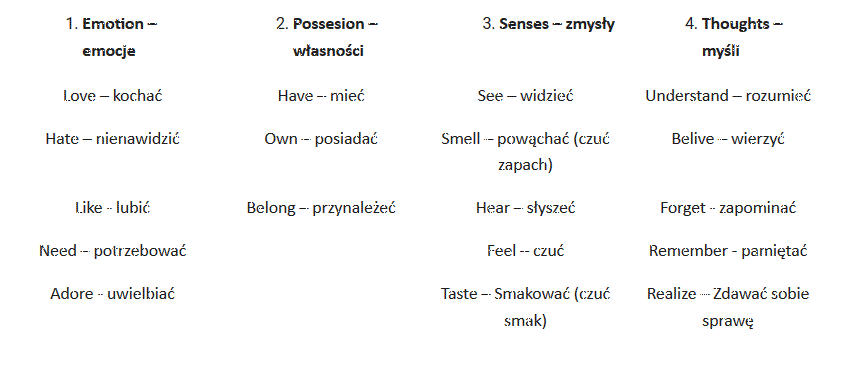 1. Emotion – 2. Possesion – 3. Senses – zmysły 4. Thoughts –
emocje własności myśli
Love – kochać Have – mieć See – widzieć Understand – rozumieć
Hate – nienawidzić Own – posiadać Smell – powąchać (czuć Belive – wierzyć
zapach)
Like - lubić Belong – przynależeć Hear – słyszeć Forget - zapominać
Need – potrzebować Feel – czuć Remember - pamiętać
Adore - uwielbiać Taste – Smakować (czuć Realize – Zdawać sobie
smak) sprawę